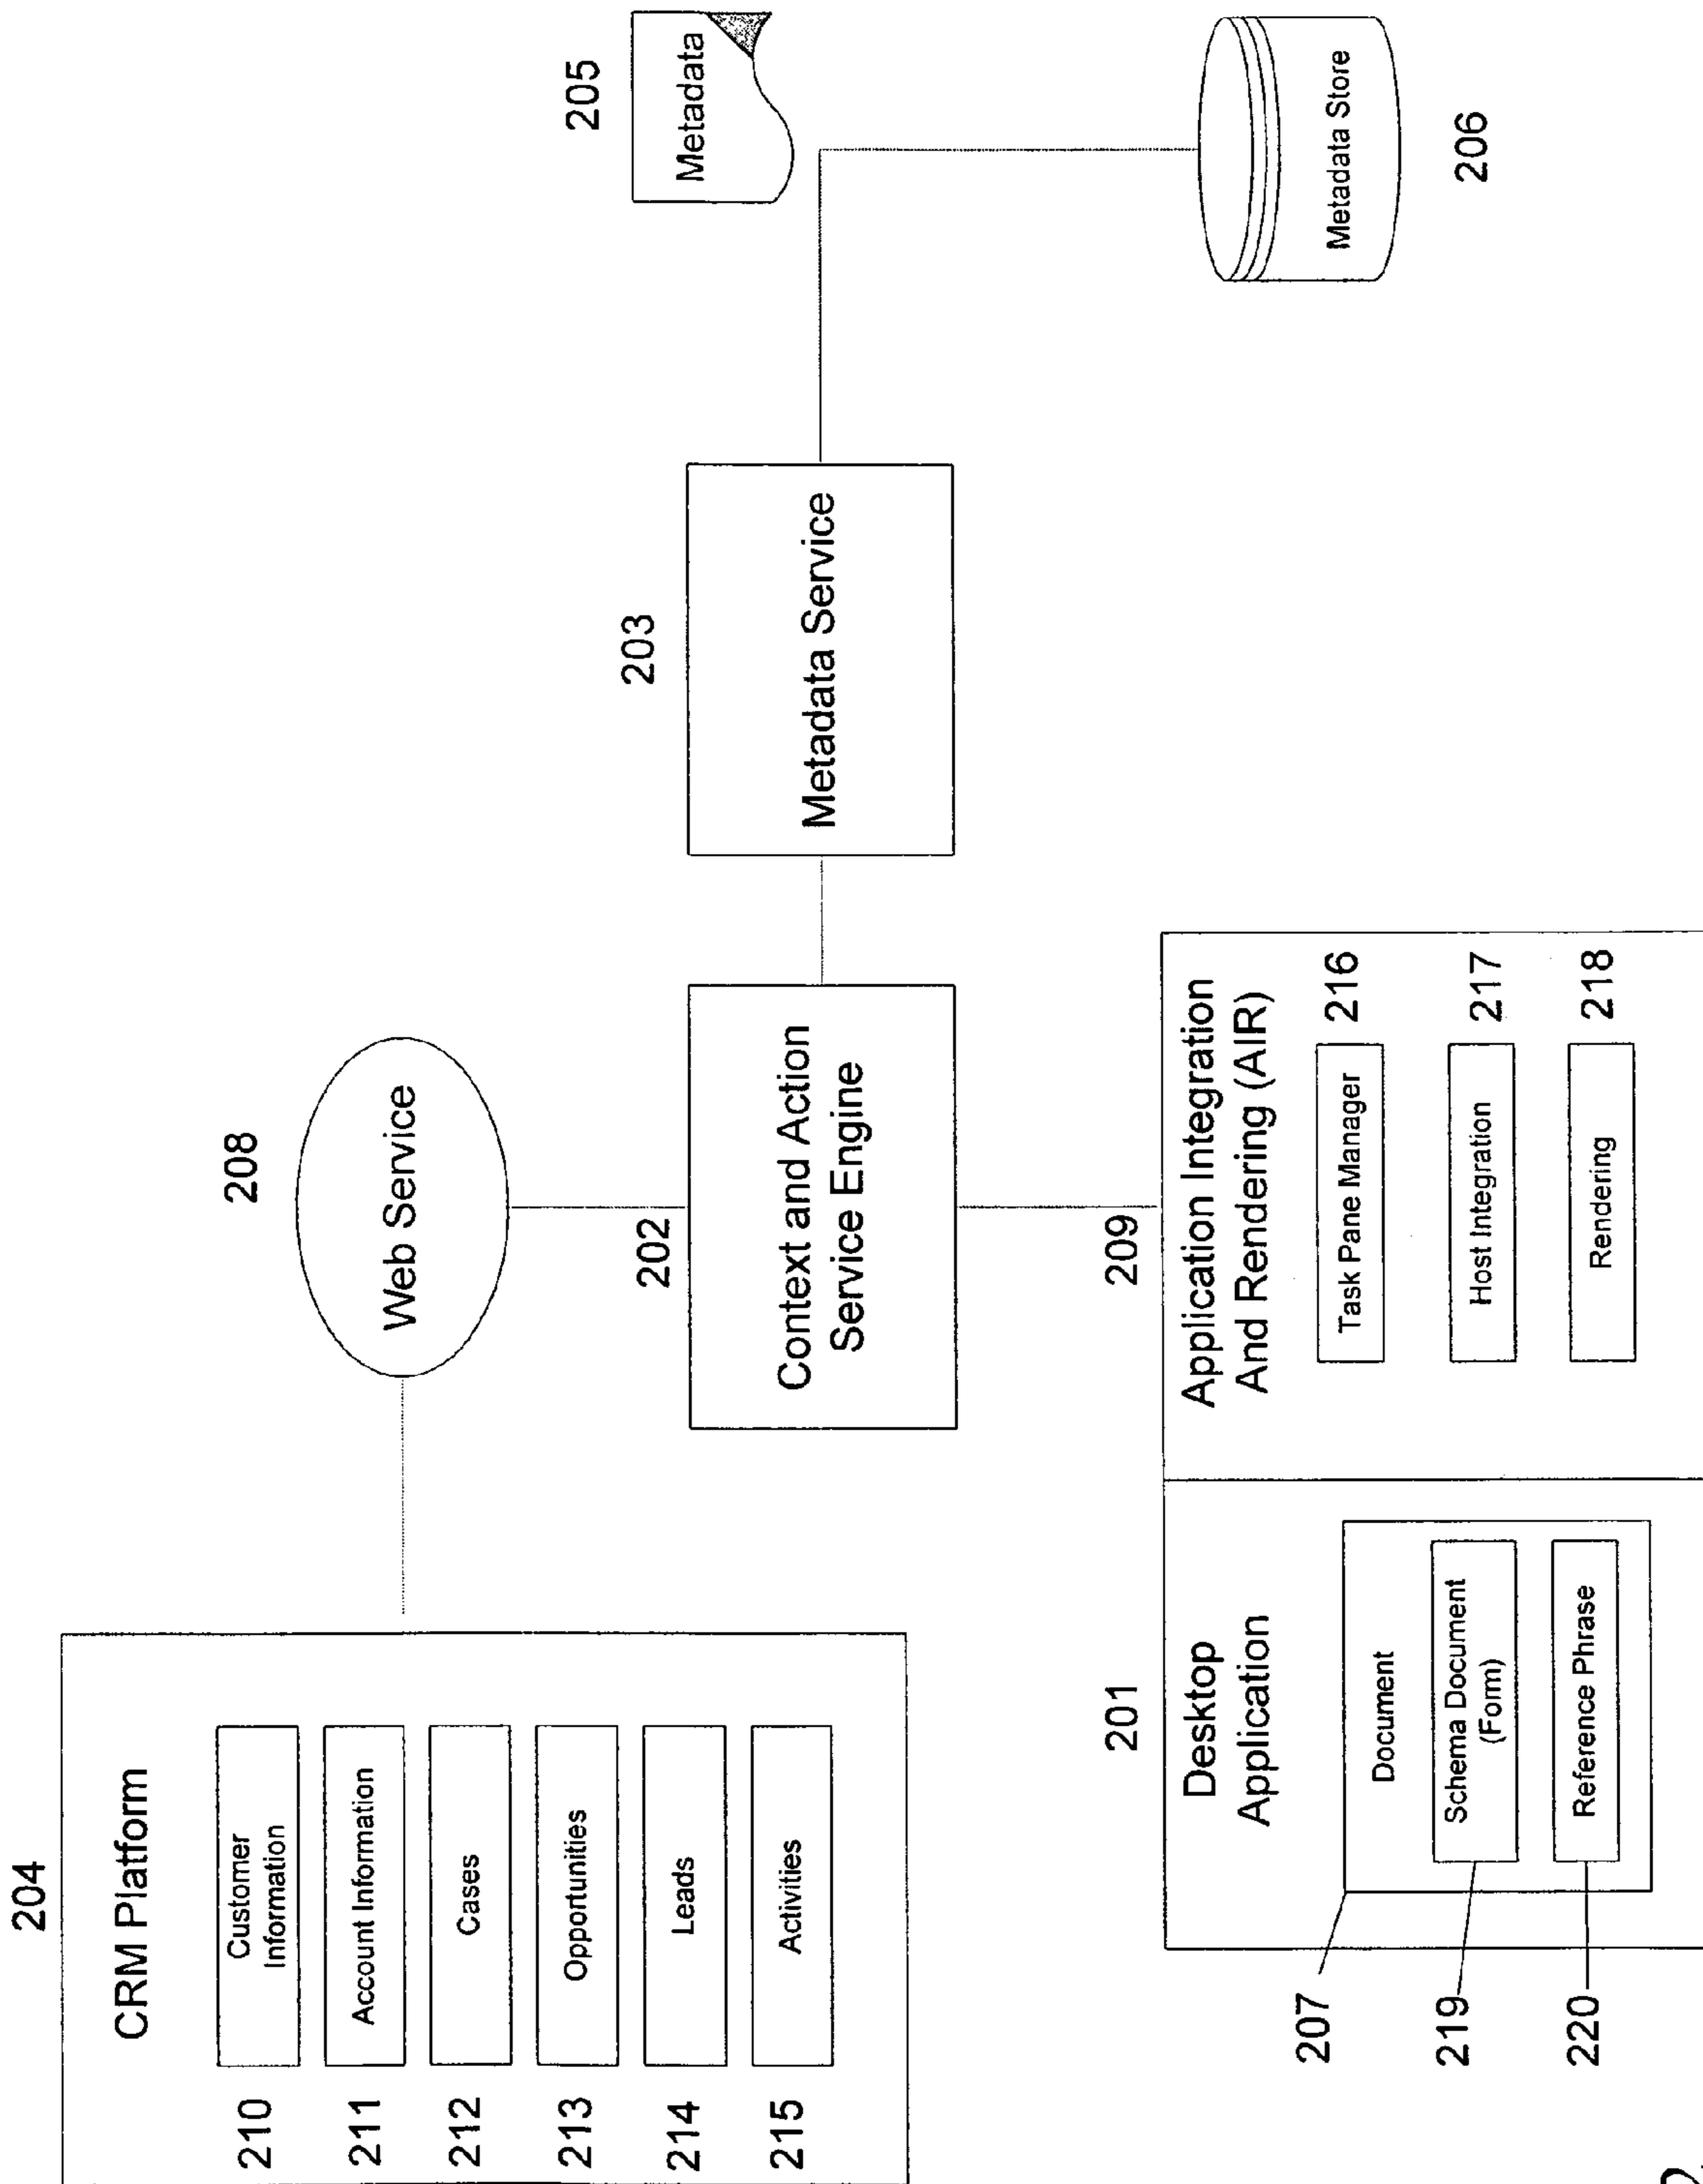 204
CRM Platform
210
Customer
Information
211
Account Information
212
Cases
213
Opportunities
214
Leads
215
Activities
208
Web Service
202
Context and Action
Service Engine
203
Metadata Service
205
Metadata
206
Metadata Store
201
Desktop
Application
207
Document
219
Schema Document
(Form)
220
Reference Phrase
209
Application Integration
And Rendering (AIR)
Task Pane Manager
216
Host Integration
217
Rendering
218
2